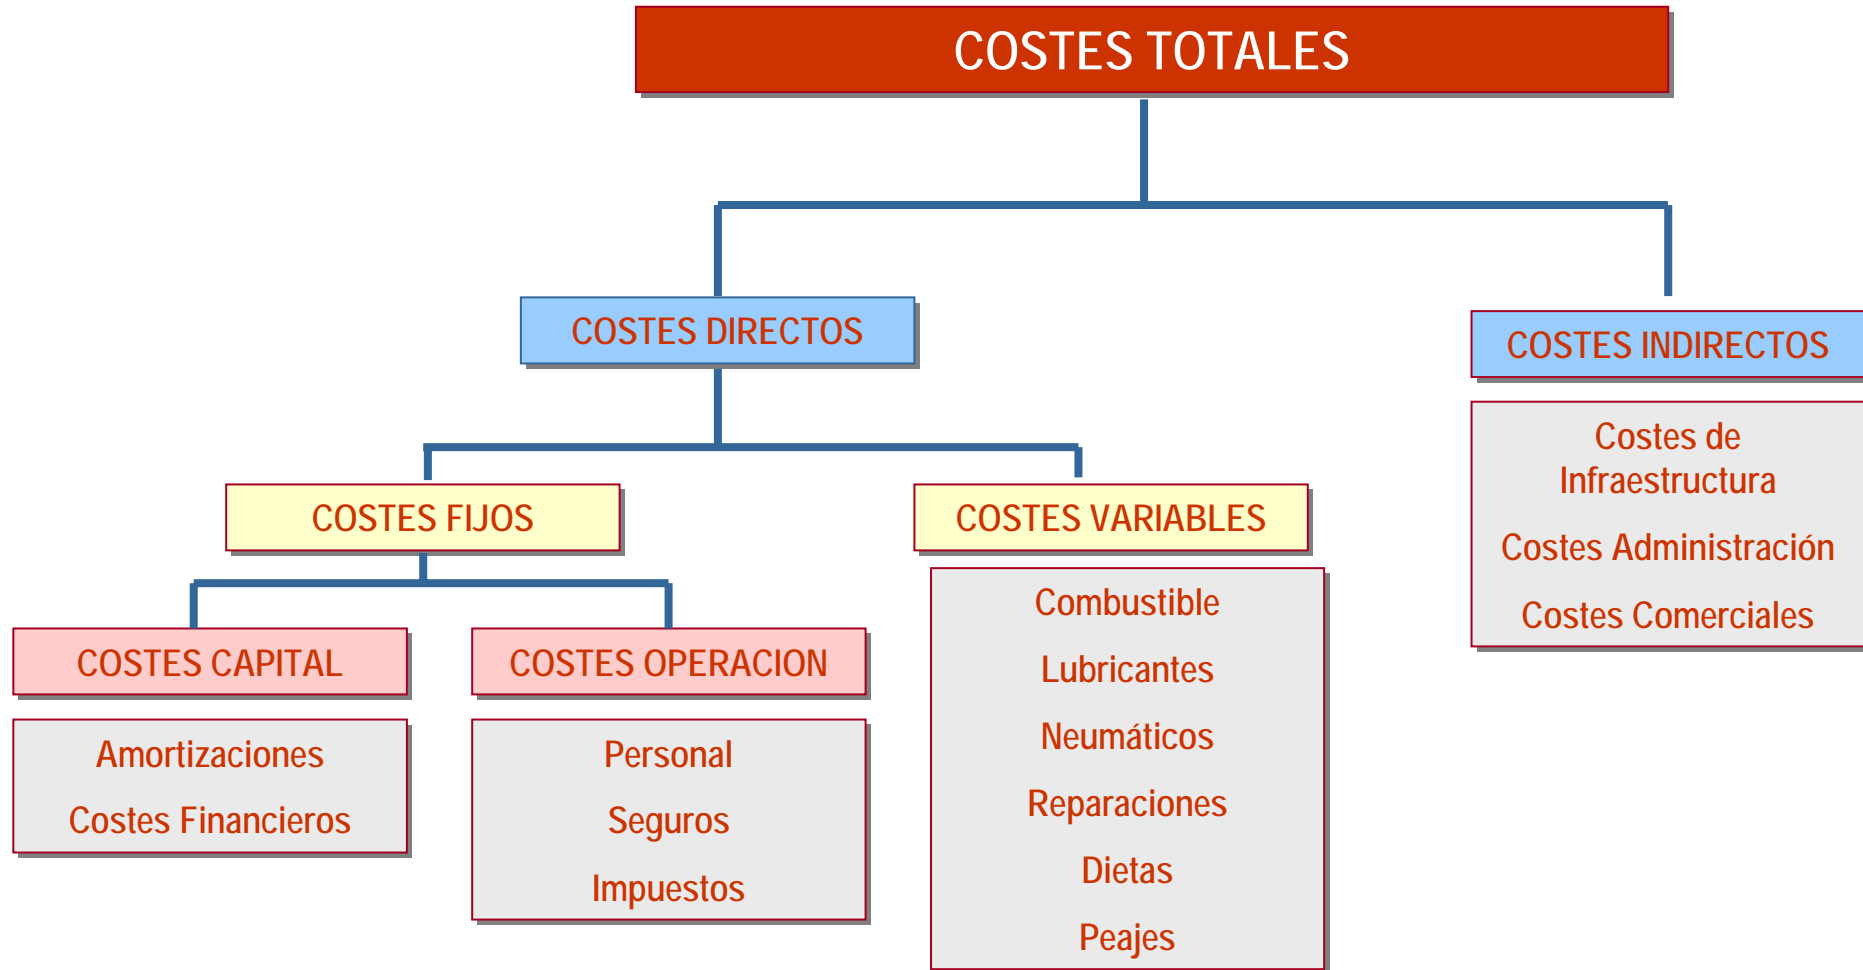 COSTES TOTALES
COSTES DIRECTOS
COSTES INDIRECTOS
Costes de
Infraestructura
Costes Administración
Costes Comerciales
COSTES FIJOS
COSTES VARIABLES
Combustible
Lubricantes
Neumáticos
Reparaciones
Dietas
Peajes
COSTES CAPITAL
COSTES OPERACION
Amortizaciones
Costes Financieros
Personal
Seguros
Impuestos